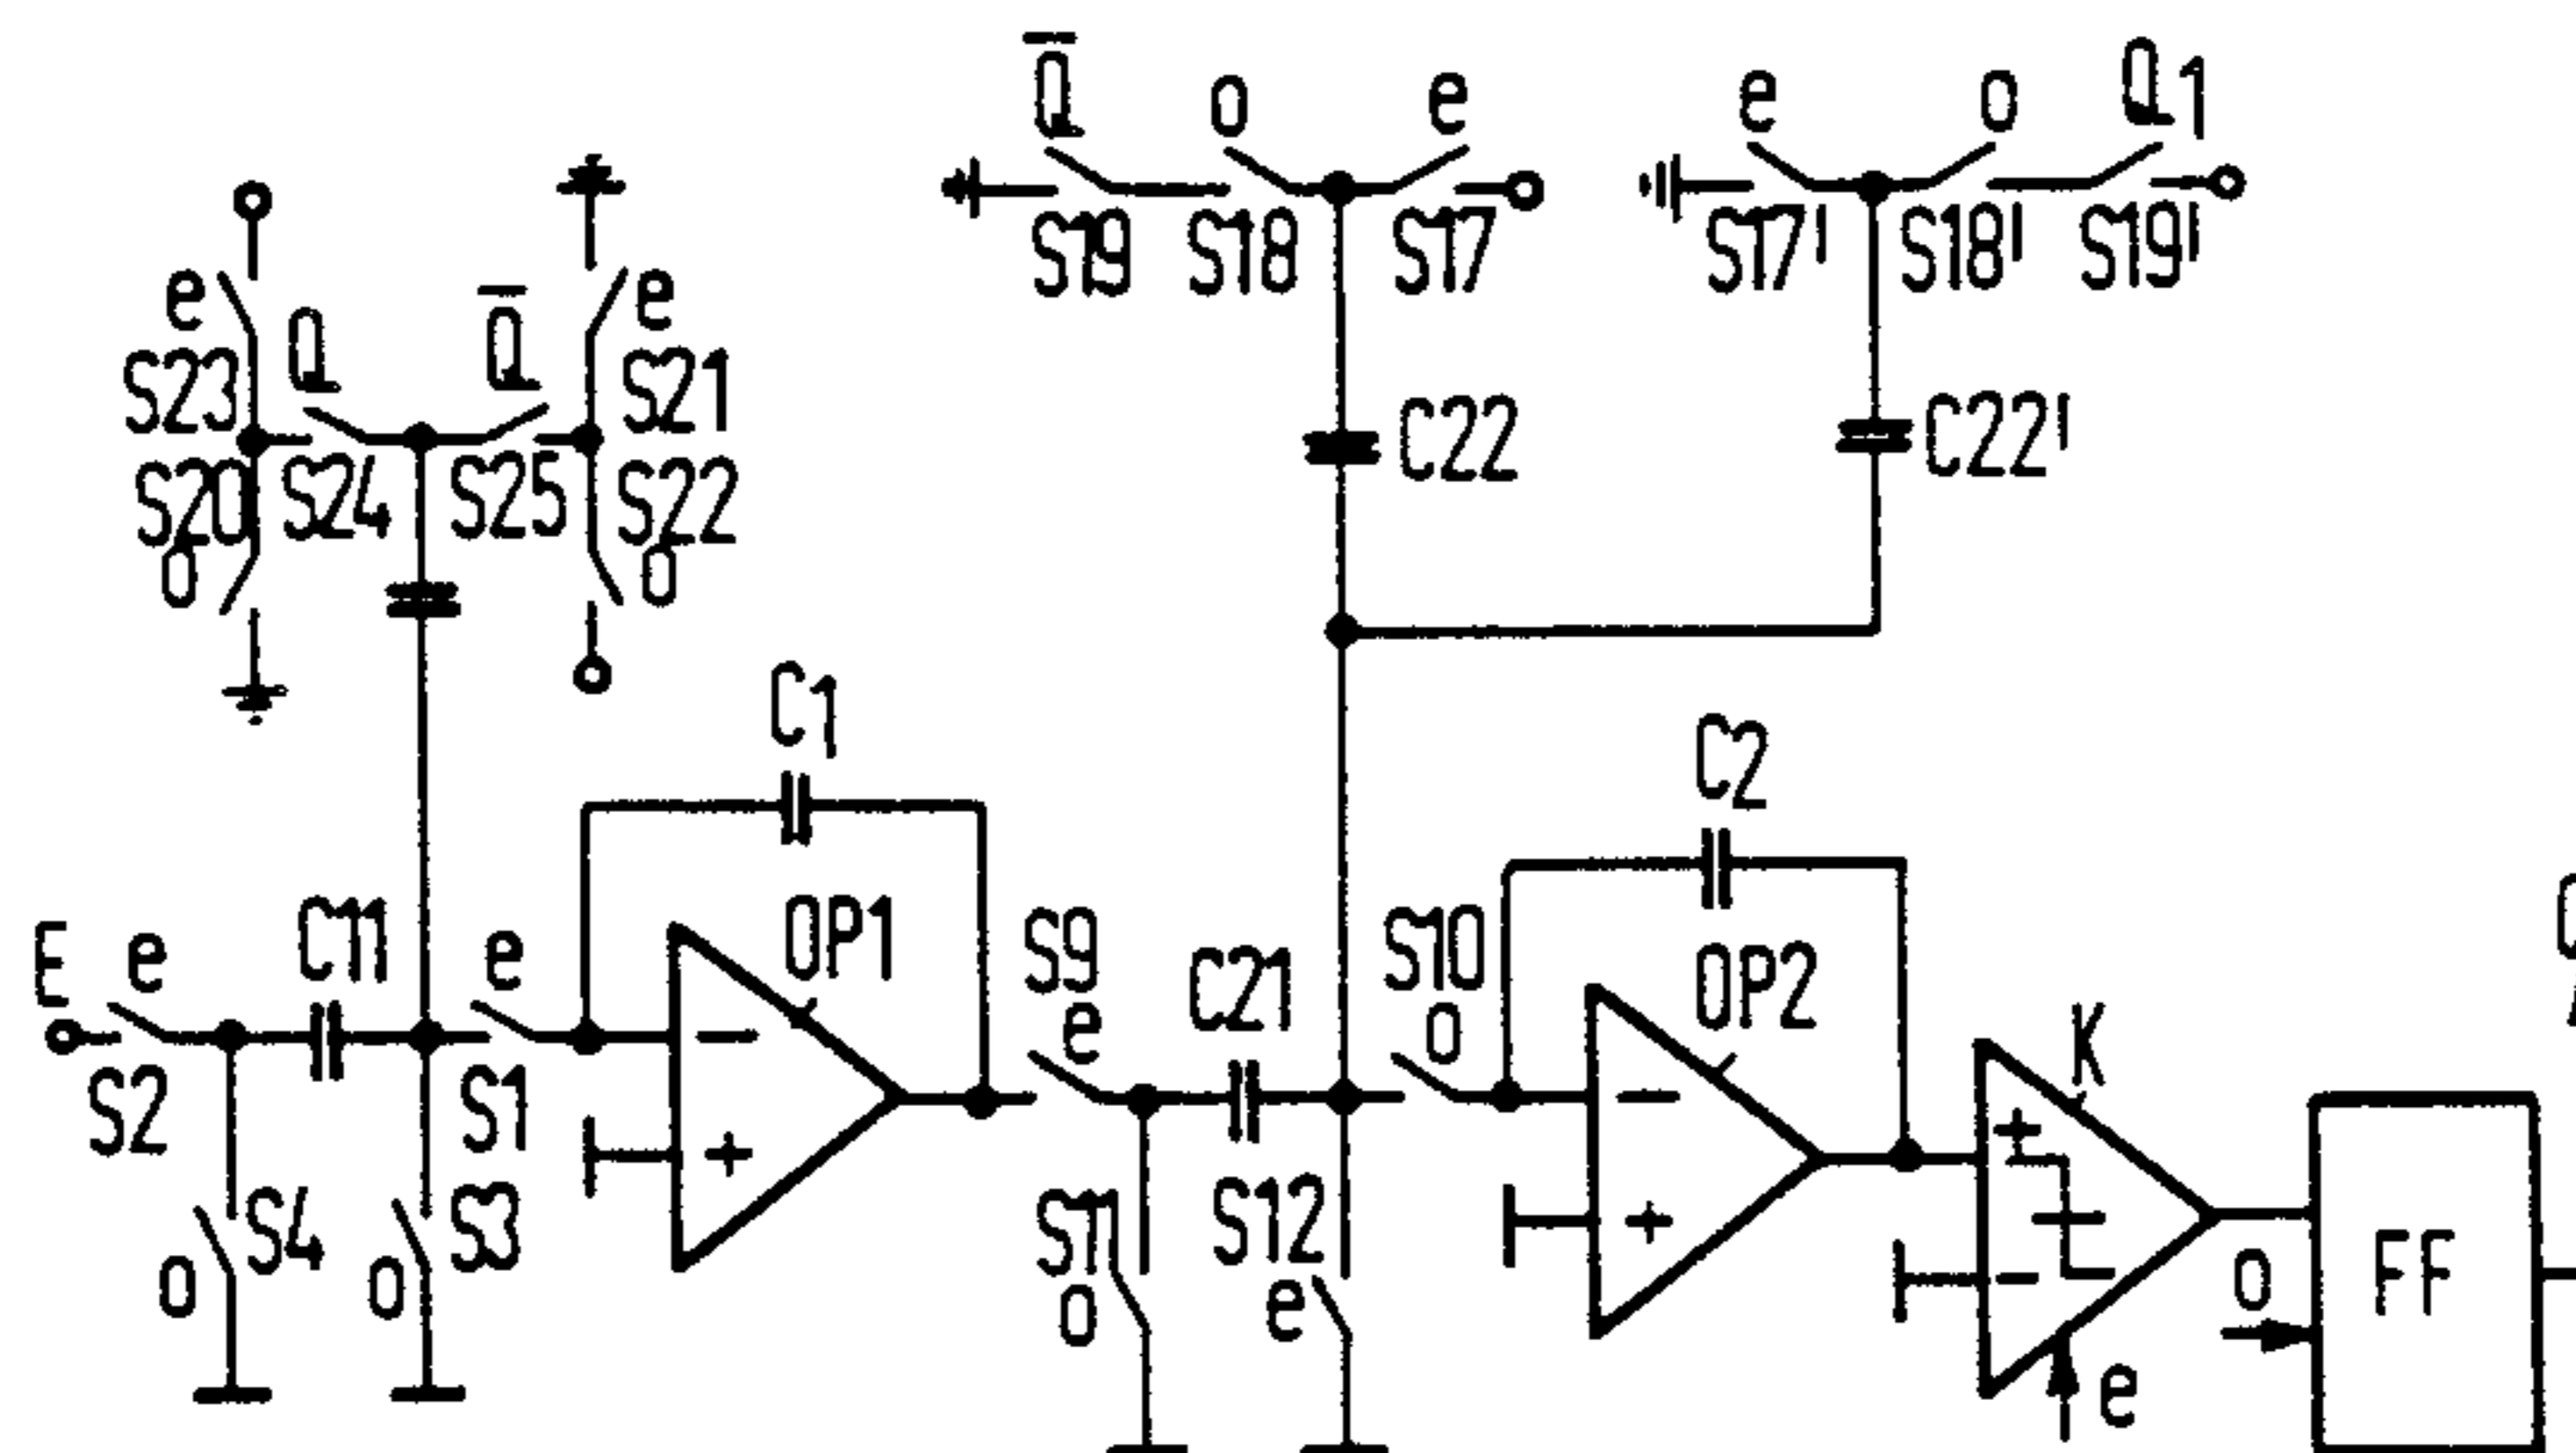 Q̅ o e e o Q1
S19 S18 S17 S17' S18' S19'
e Q Q̅ e
S23 S21
S20 S24 S25 S22
o o
C22 C22'
C1
C2
E e C11 e OP1 S9 C21 S10 OP2
e o K
S2 S1 - -
+ +
S4 S3 S11 S12 +
o o o e - o FF
e